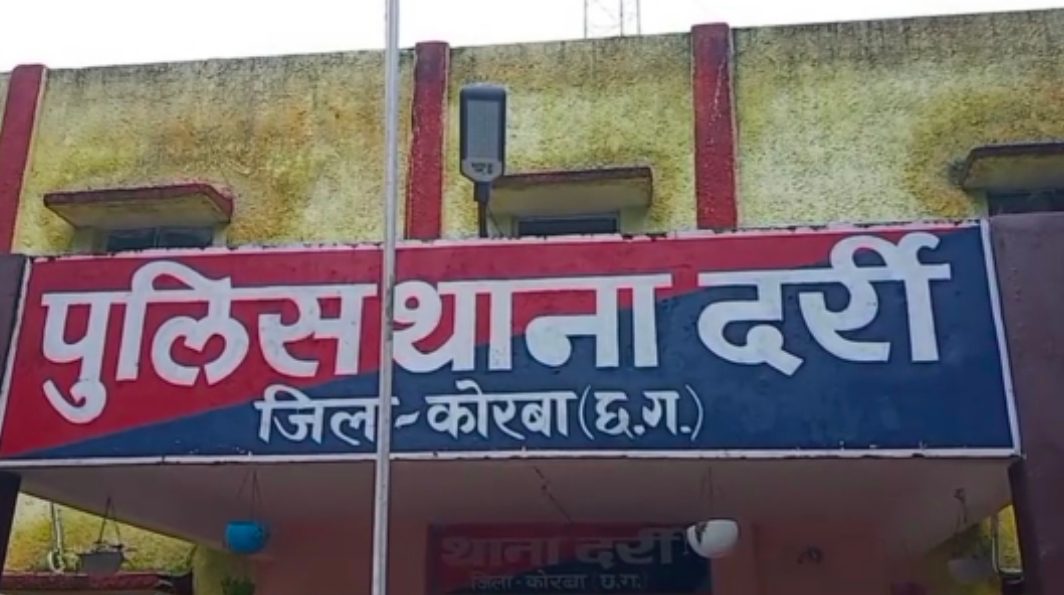 पुलिस थाना दर्री
जिला - कोरबा (छ.ग.)
थाना दर्री
जिला - कोरबा (छ.ग.)